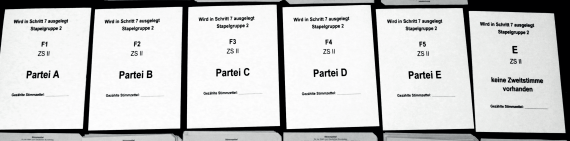 Wird in Schritt 7 ausgelegt
Stapelgruppe 2
F1
ZS II
Partei A
Gezählte Stimmzettel:
Wird in Schritt 7 ausgelegt
Stapelgruppe 2
F2
ZS II
Partei B
Gezählte Stimmzettel:
Wird in Schritt 7 ausgelegt
Stapelgruppe 2
F3
ZS II
Partei C
Gezählte Stimmzettel:
Wird in Schritt 7 ausgelegt
Stapelgruppe 2
F4
ZS II
Partei D
Gezählte Stimmzettel:
Wird in Schritt 7 ausgelegt
Stapelgruppe 2
F5
ZS II
Partei E
Gezählte Stimmzettel:
Wird in Schritt 7 ausgelegt
Stapelgruppe 2
E
ZS II
keine Zweitstimme
vorhanden
Gezählte Stimmzettel: